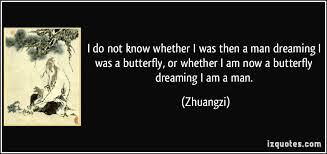 I do not know whether I was then a man dreaming I
was a butterfly, or whether I am now a butterfly
dreaming I am a man.
(Zhuangzi)
izquotes.com